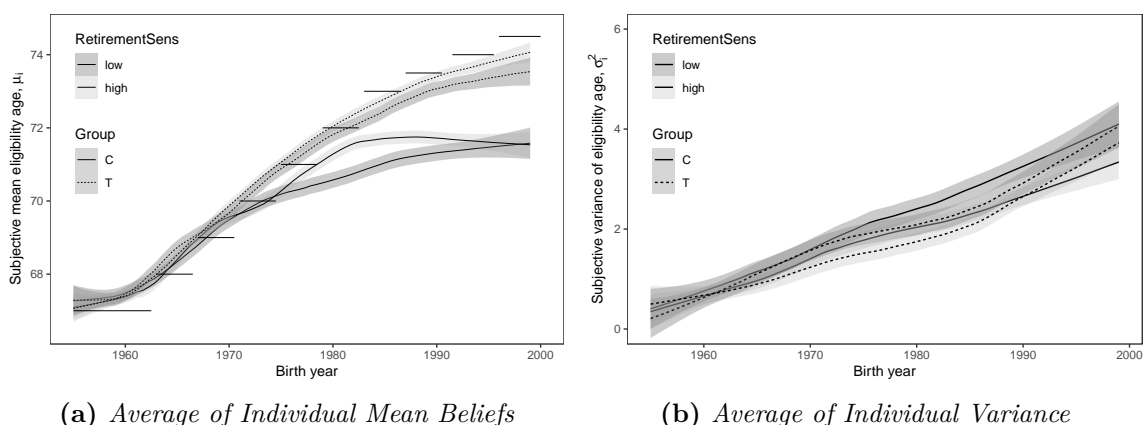 RetirementSens
low
high
Group
C
T
Subjective mean eligibility age, μi
74
72
70
68
1960
1970
1980
1990
2000
Birth year
(a) Average of Individual Mean Beliefs
RetirementSens
low
high
Group
C
T
Subjective variance of eligibility age, σi²
6
4
2
0
1960
1970
1980
1990
2000
Birth year
(b) Average of Individual Variance